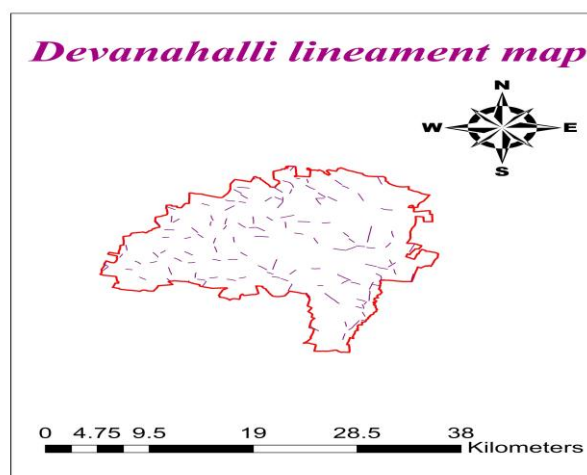 Devanahalli lineament map
N
W E
S
0 4.75 9.5 19 28.5 38
Kilometers